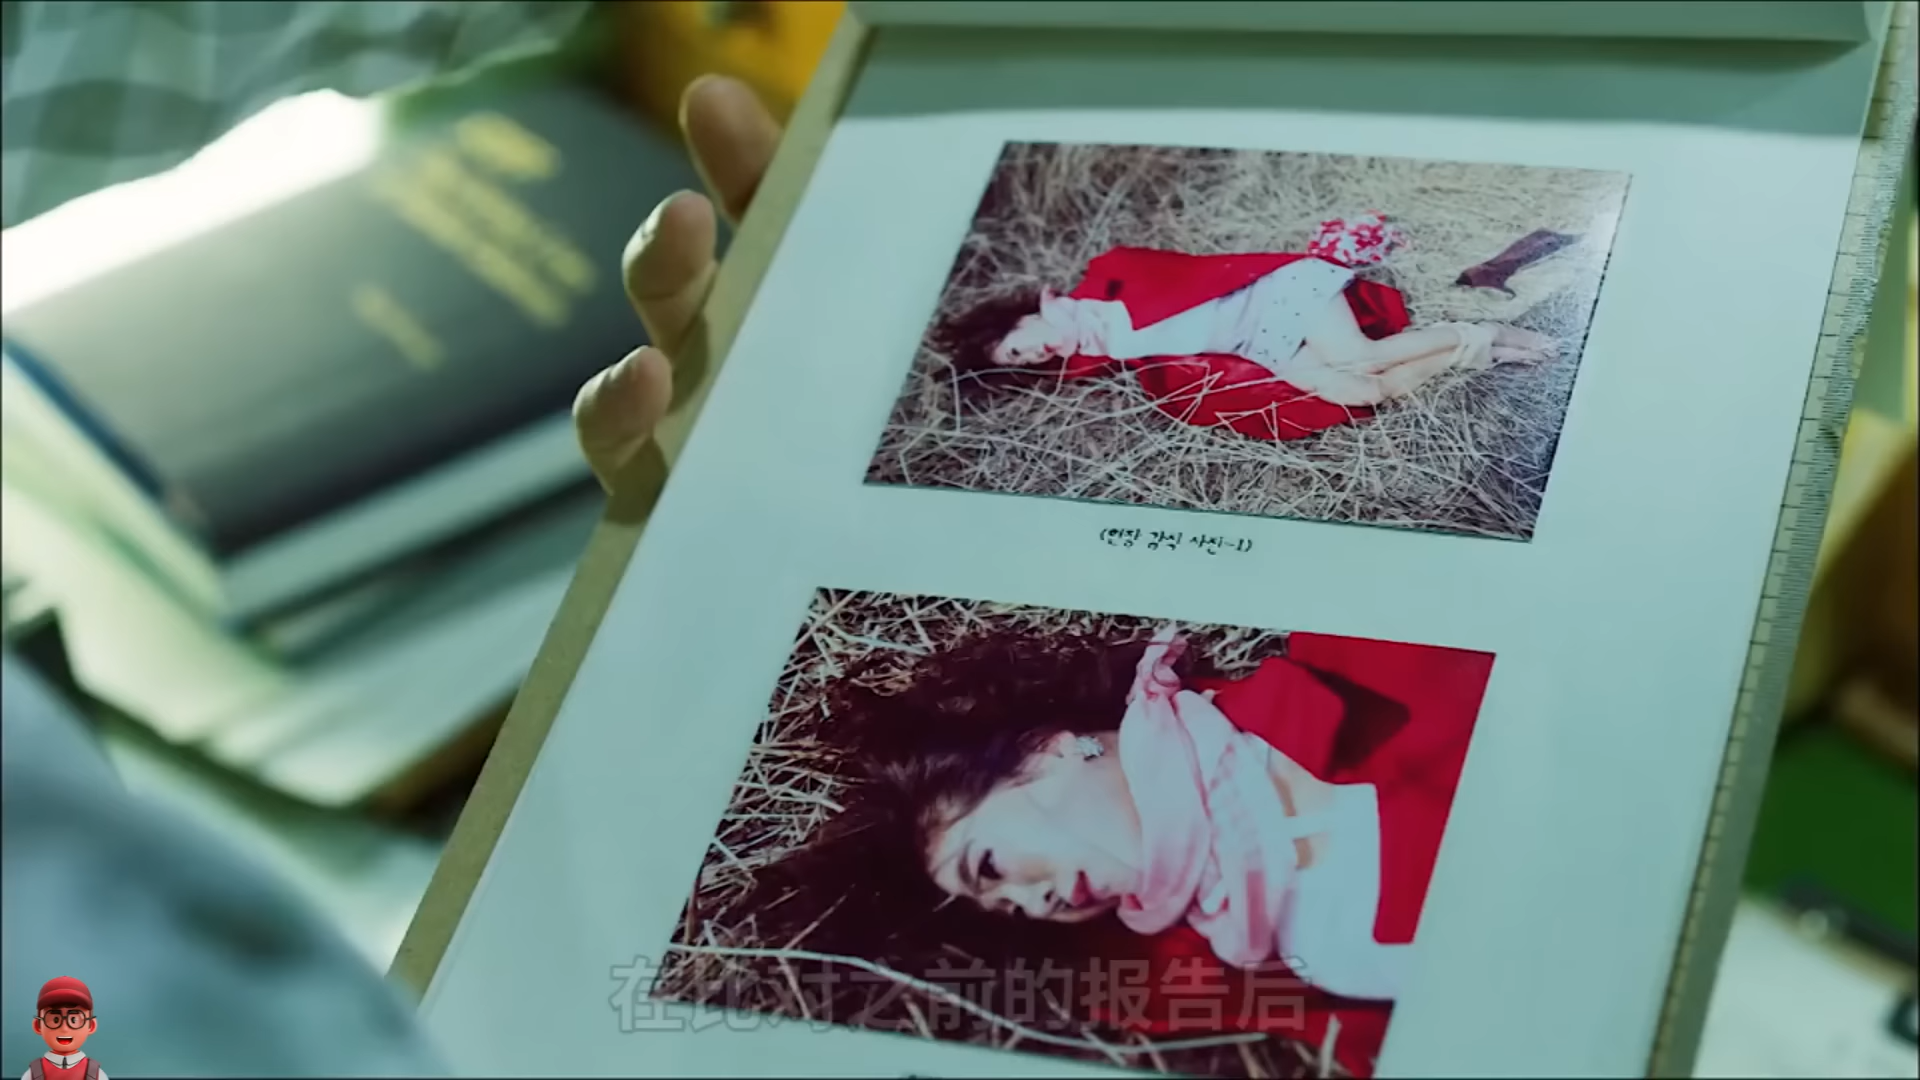 (현장 감식 사진-1)
在比对之前的报告后